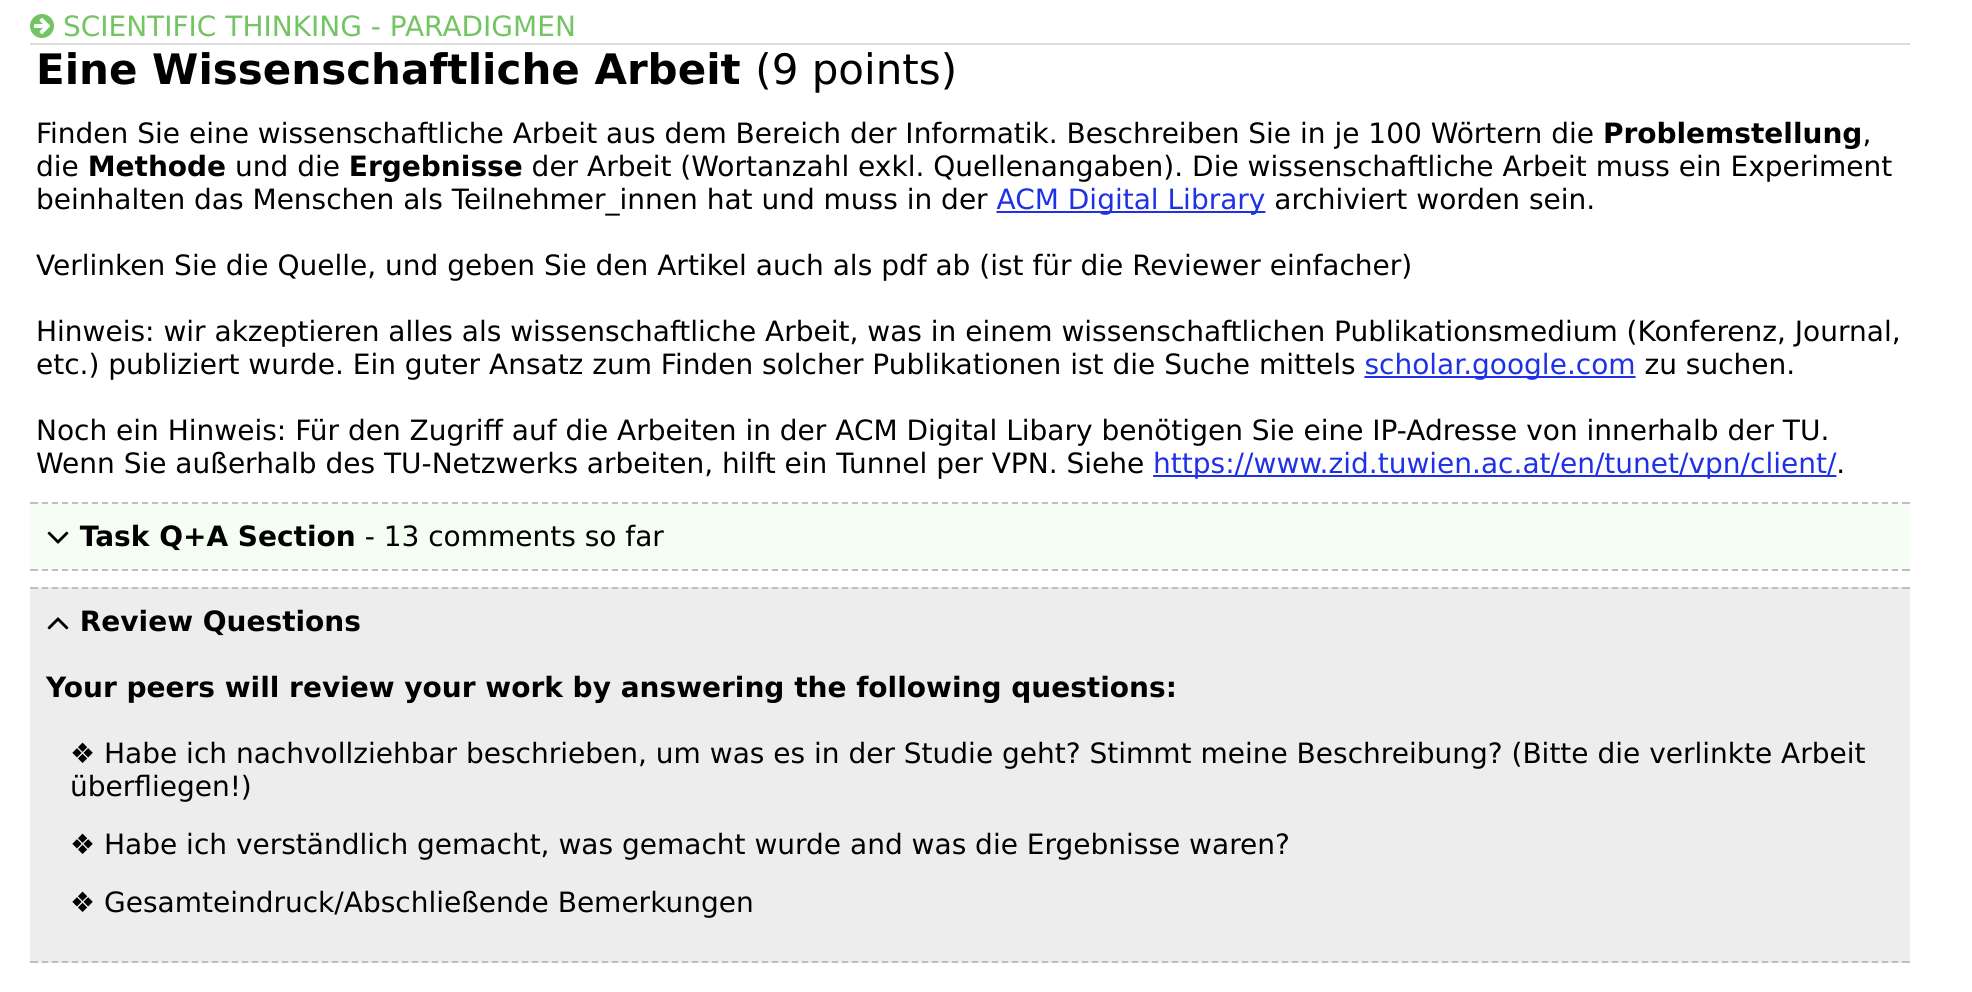 SCIENTIFIC THINKING - PARADIGMEN
Eine Wissenschaftliche Arbeit (9 points)
Finden Sie eine wissenschaftliche Arbeit aus dem Bereich der Informatik. Beschreiben Sie in je 100 Wörtern die Problemstellung,
die Methode und die Ergebnisse der Arbeit (Wortanzahl exkl. Quellenangaben). Die wissenschaftliche Arbeit muss ein Experiment
beinhalten das Menschen als Teilnehmer_innen hat und muss in der ACM Digital Library archiviert worden sein.
Verlinken Sie die Quelle, und geben Sie den Artikel auch als pdf ab (ist für die Reviewer einfacher)
Hinweis: wir akzeptieren alles als wissenschaftliche Arbeit, was in einem wissenschaftlichen Publikationsmedium (Konferenz, Journal,
etc.) publiziert wurde. Ein guter Ansatz zum Finden solcher Publikationen ist die Suche mittels scholar.google.com zu suchen.
Noch ein Hinweis: Für den Zugriff auf die Arbeiten in der ACM Digital Libary benötigen Sie eine IP-Adresse von innerhalb der TU.
Wenn Sie außerhalb des TU-Netzwerks arbeiten, hilft ein Tunnel per VPN. Siehe https://www.zid.tuwien.ac.at/en/tunet/vpn/client/.
Task Q+A Section - 13 comments so far
Review Questions
Your peers will review your work by answering the following questions:
❖ Habe ich nachvollziehbar beschrieben, um was es in der Studie geht? Stimmt meine Beschreibung? (Bitte die verlinkte Arbeit
überfliegen!)
❖ Habe ich verständlich gemacht, was gemacht wurde and was die Ergebnisse waren?
❖ Gesamteindruck/Abschließende Bemerkungen